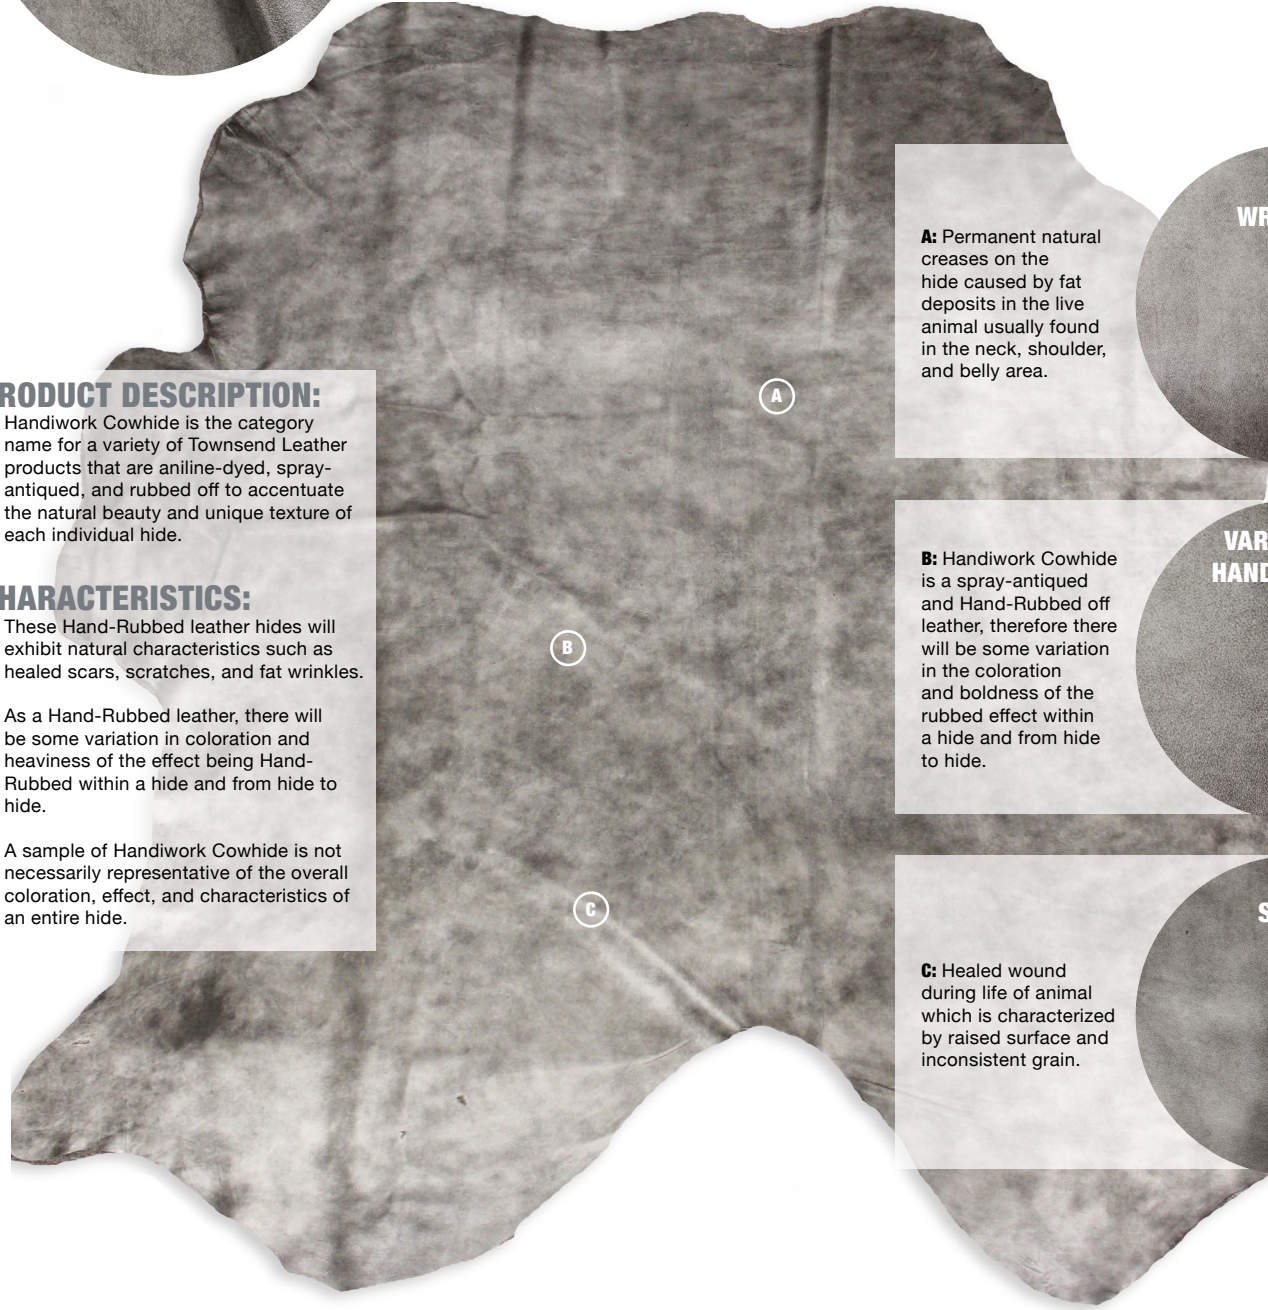 RODUCT DESCRIPTION:
Handiwork Cowhide is the category
name for a variety of Townsend Leather
products that are aniline-dyed, spray-
antiqued, and rubbed off to accentuate
the natural beauty and unique texture of
each individual hide.
HARACTERISTICS:
These Hand-Rubbed leather hides will
exhibit natural characteristics such as
healed scars, scratches, and fat wrinkles.
As a Hand-Rubbed leather, there will
be some variation in coloration and
heaviness of the effect being Hand-
Rubbed within a hide and from hide to
hide.
A sample of Handiwork Cowhide is not
necessarily representative of the overall
coloration, effect, and characteristics of
an entire hide.
A
B
C
A: Permanent natural
creases on the
hide caused by fat
deposits in the live
animal usually found
in the neck, shoulder,
and belly area.
WR
B: Handiwork Cowhide
is a spray-antiqued
and Hand-Rubbed off
leather, therefore there
will be some variation
in the coloration
and boldness of the
rubbed effect within
a hide and from hide
to hide.
VAR
HAND
C: Healed wound
during life of animal
which is characterized
by raised surface and
inconsistent grain.
S